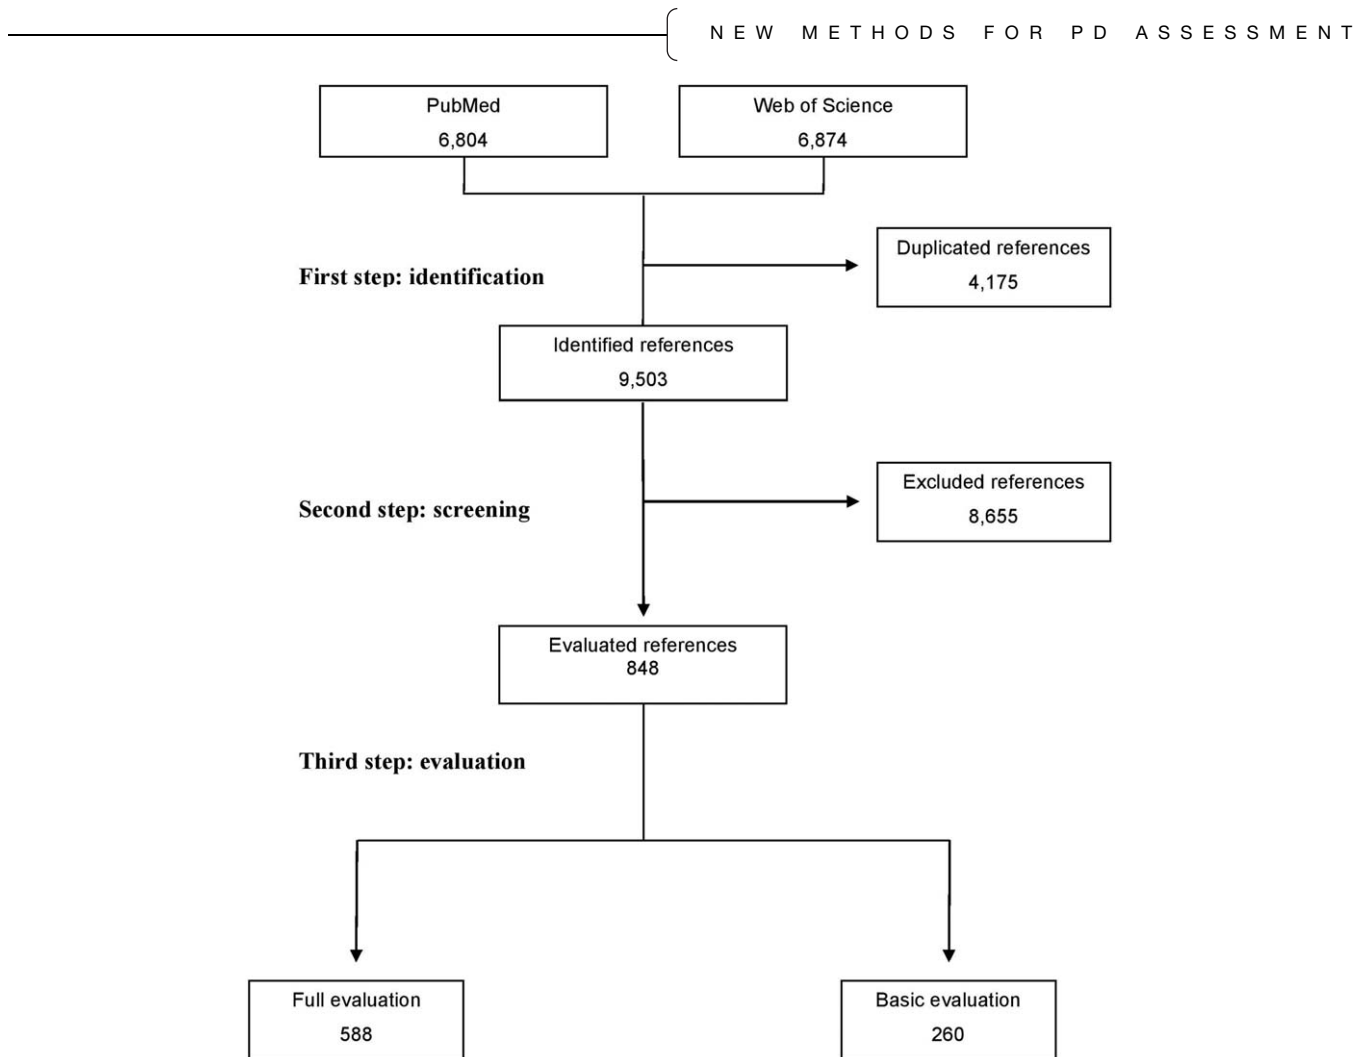 NEW METHODS FOR PD ASSESSMENT
PubMed
6,804
Web of Science
6,874
Duplicated references
4,175
First step: identification
Identified references
9,503
Excluded references
8,655
Second step: screening
Evaluated references
848
Third step: evaluation
Full evaluation
588
Basic evaluation
260